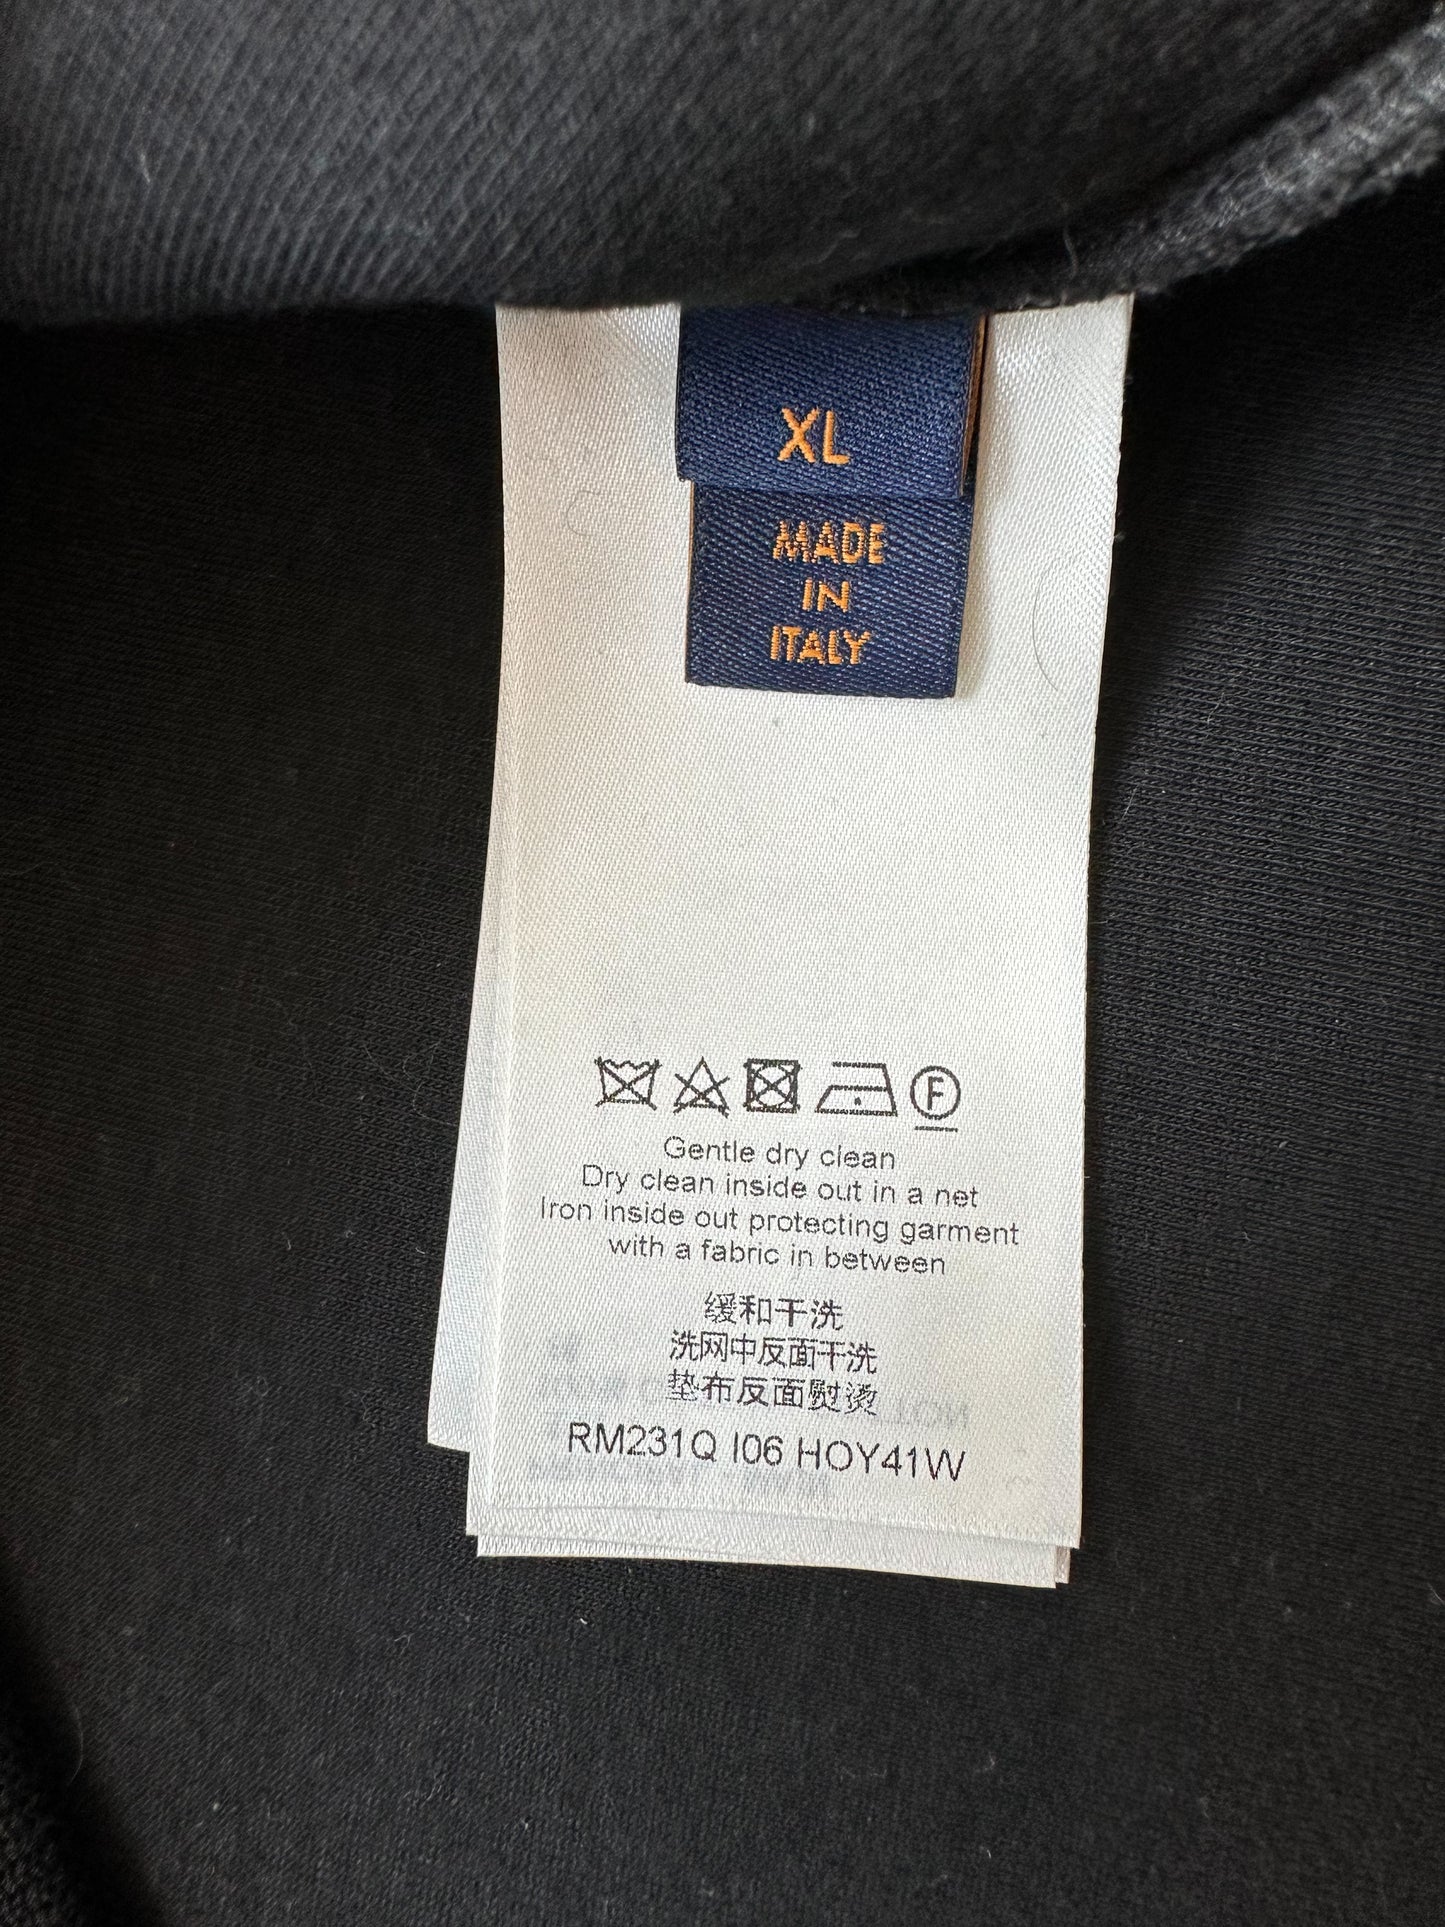 XL
MADE
IN
ITALY
F
Gentle dry clean
Dry clean inside out in a net
Iron inside out protecting garment
with a fabric in between
缓和干洗
洗网中反面干洗
垫布反面熨烫
RM231Q I06 HOY41W